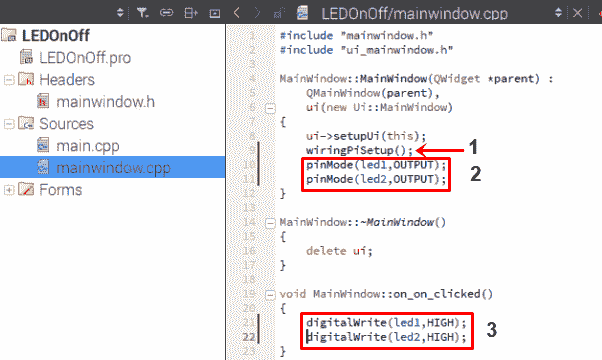 LEDOnOff/mainwindow.cpp
LEDOnOff
LEDOnOff.pro
Headers
mainwindow.h
Sources
main.cpp
mainwindow.cpp
Forms
1 #include "mainwindow.h"
2 #include "ui_mainwindow.h"
3
4 MainWindow::MainWindow(QWidget *parent) :
5 QMainWindow(parent),
6 ui(new Ui::MainWindow)
7 {
8 ui->setupUi(this);
9 wiringPiSetup(); 1
10 pinMode(led1,OUTPUT);
11 pinMode(led2,OUTPUT); 2
12 }
13
14 MainWindow::~MainWindow()
15 {
16 delete ui;
17 }
18
19 void MainWindow::on_on_clicked()
20 {
21 digitalWrite(led1,HIGH);
22 digitalWrite(led2,HIGH); 3
23 }